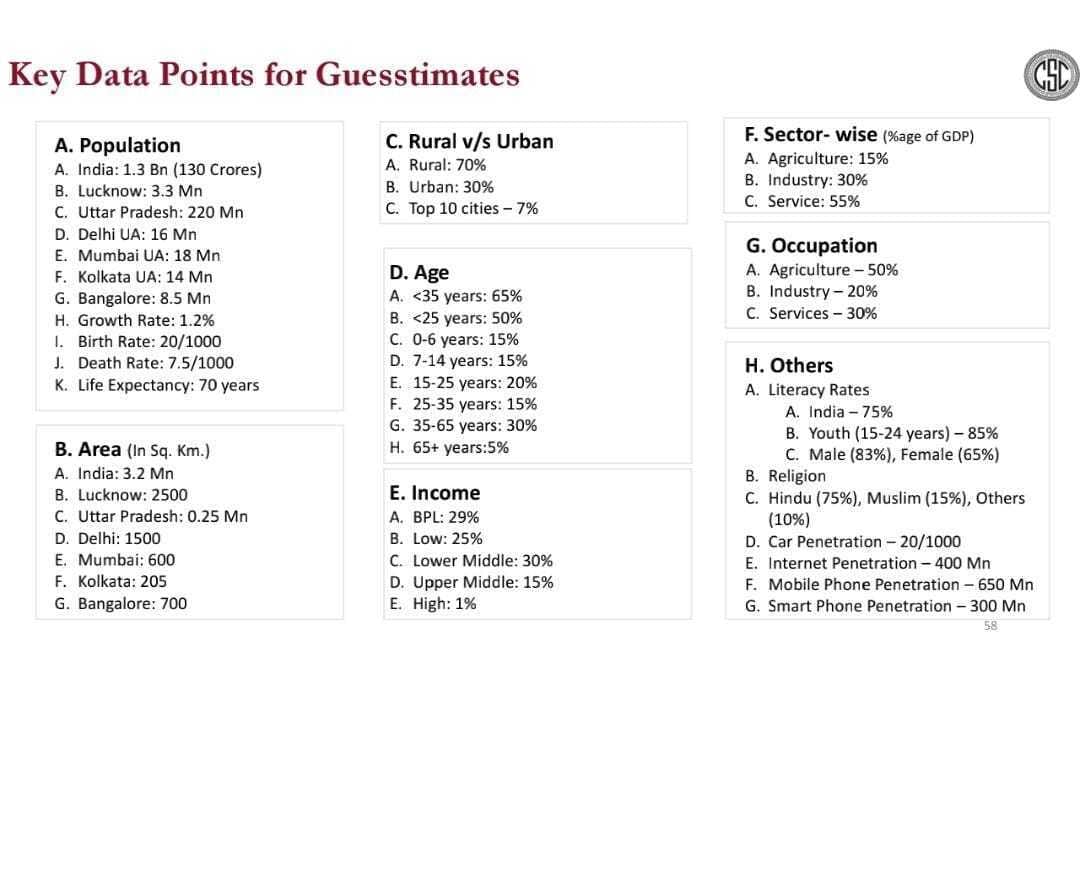 Key Data Points for Guesstimates
CSC
A. Population
A. India: 1.3 Bn (130 Crores)
B. Lucknow: 3.3 Mn
C. Uttar Pradesh: 220 Mn
D. Delhi UA: 16 Mn
E. Mumbai UA: 18 Mn
F. Kolkata UA: 14 Mn
G. Bangalore: 8.5 Mn
H. Growth Rate: 1.2%
I. Birth Rate: 20/1000
J. Death Rate: 7.5/1000
K. Life Expectancy: 70 years
B. Area (In Sq. Km.)
A. India: 3.2 Mn
B. Lucknow: 2500
C. Uttar Pradesh: 0.25 Mn
D. Delhi: 1500
E. Mumbai: 600
F. Kolkata: 205
G. Bangalore: 700
C. Rural v/s Urban
A. Rural: 70%
B. Urban: 30%
C. Top 10 cities – 7%
D. Age
A. <35 years: 65%
B. <25 years: 50%
C. 0-6 years: 15%
D. 7-14 years: 15%
E. 15-25 years: 20%
F. 25-35 years: 15%
G. 35-65 years: 30%
H. 65+ years:5%
E. Income
A. BPL: 29%
B. Low: 25%
C. Lower Middle: 30%
D. Upper Middle: 15%
E. High: 1%
F. Sector- wise (%age of GDP)
A. Agriculture: 15%
B. Industry: 30%
C. Service: 55%
G. Occupation
A. Agriculture – 50%
B. Industry – 20%
C. Services – 30%
H. Others
A. Literacy Rates
A. India – 75%
B. Youth (15-24 years) – 85%
C. Male (83%), Female (65%)
B. Religion
C. Hindu (75%), Muslim (15%), Others
(10%)
D. Car Penetration – 20/1000
E. Internet Penetration – 400 Mn
F. Mobile Phone Penetration – 650 Mn
G. Smart Phone Penetration – 300 Mn
58